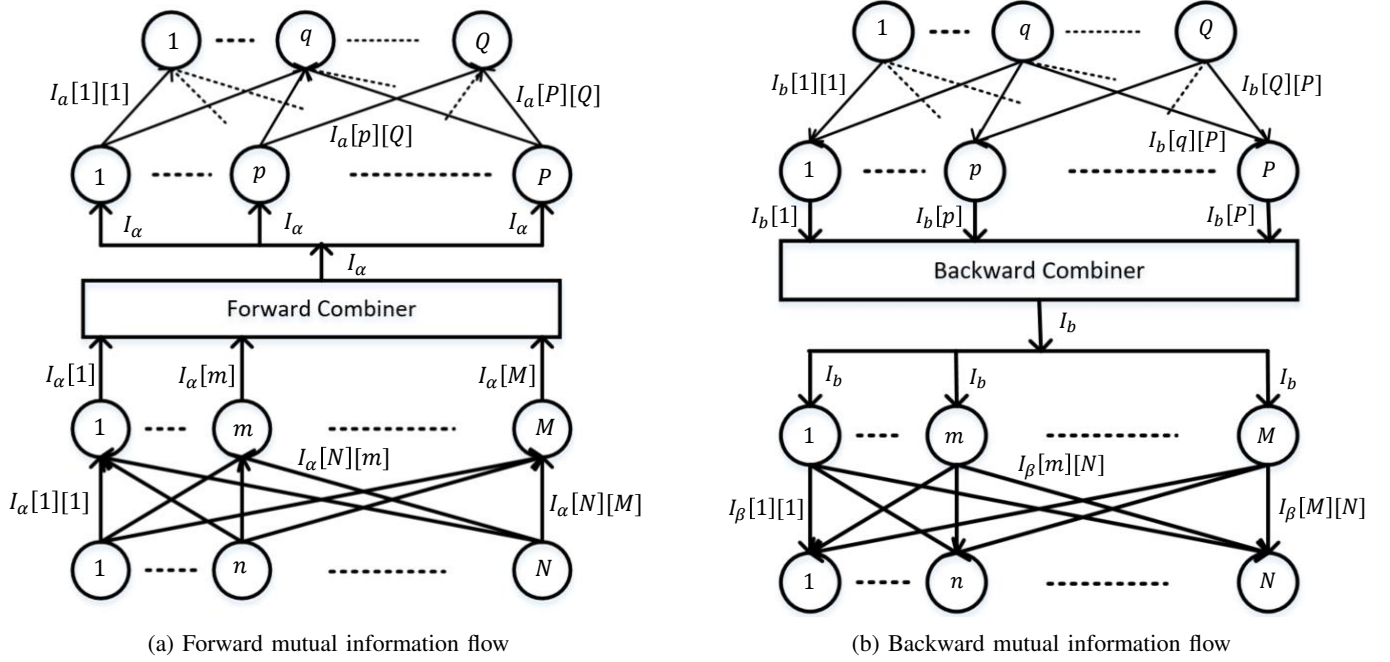 1 q Q
I_a[1][1] I_a[P][Q]
I_a[p][Q]
1 p P
I_α I_α I_α
I_α
Forward Combiner
I_α[1] I_α[m] I_α[M]
1 m M
I_α[N][m]
I_α[1][1] I_α[N][M]
1 n N
(a) Forward mutual information flow
1 q Q
I_b[1][1] I_b[Q][P]
I_b[q][P]
1 p P
I_b[1] I_b[p] I_b[P]
Backward Combiner
I_b
I_b I_b I_b
1 m M
I_β[m][N]
I_β[1][1] I_β[M][N]
1 n N
(b) Backward mutual information flow